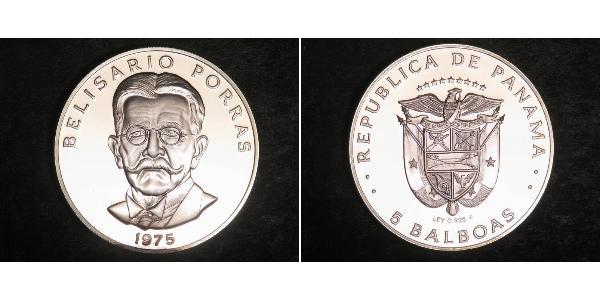 BELISARIO PORRAS
1975
REPUBLICA DE PANAMA
LEY 0.925
5 BALBOAS